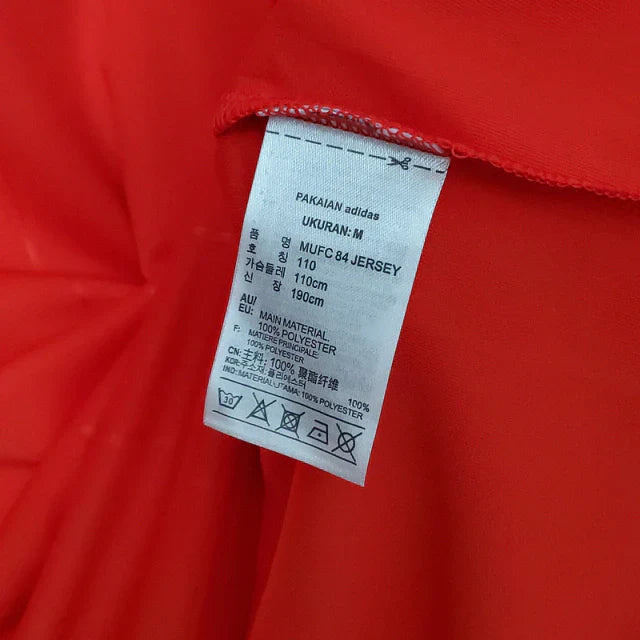 PAKAIAN adidas
UKURAN: M
품 명 MUFC 84 JERSEY
호 칭 110
가슴둘레 110cm
신 장 190cm
AU/
EU: MAIN MATERIAL
100% POLYESTER
F: MATIERE PRINCIPALE:
100% POLYESTER
CN: 主料: 100% 聚酯纤维
KOR: 주소재: 폴리에스터 100%
IND: MATERIAL UTAMA: 100% POLYESTER
30